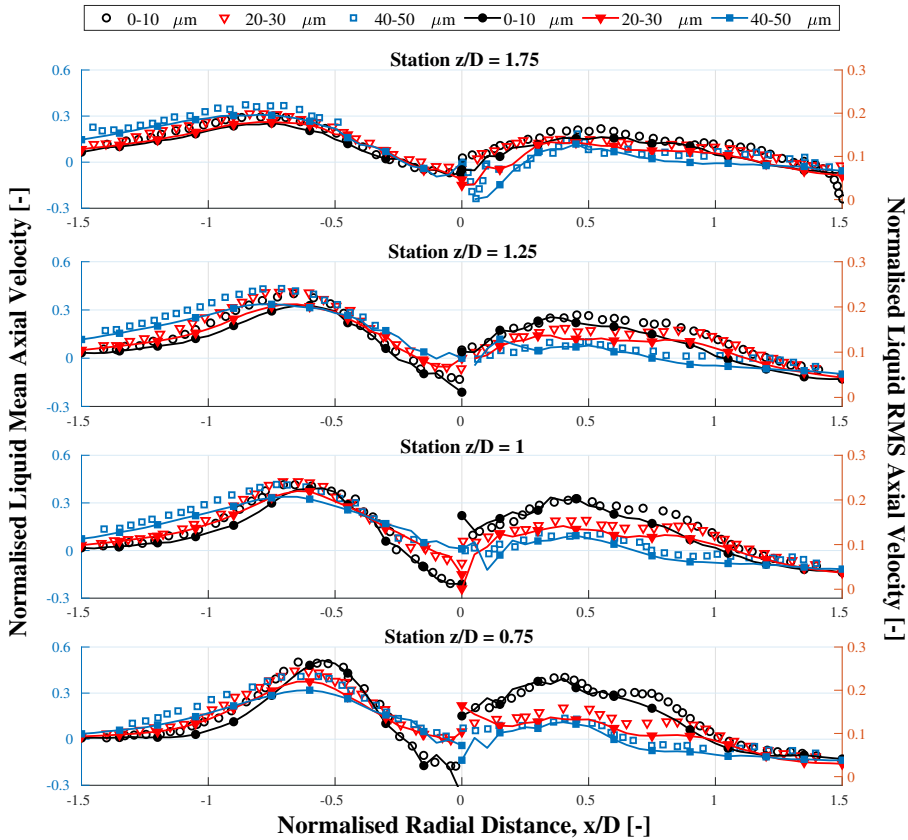 0-10 μm 20-30 μm 40-50 μm 0-10 μm 20-30 μm 40-50 μm
Normalised Liquid Mean Axial Velocity [-]
Normalised Liquid RMS Axial Velocity [-]
Station z/D = 1.75
0.6 0.3
0.3 0.2
0 0.1
-0.3 0
-1.5 -1 -0.5 0 0.5 1 1.5
Station z/D = 1.25
0.6 0.3
0.3 0.2
0 0.1
-0.3 0
-1.5 -1 -0.5 0 0.5 1 1.5
Station z/D = 1
0.6 0.3
0.3 0.2
0 0.1
-0.3 0
-1.5 -1 -0.5 0 0.5 1 1.5
Station z/D = 0.75
0.6 0.3
0.3 0.2
0 0.1
-0.3 0
-1.5 -1 -0.5 0 0.5 1 1.5
Normalised Radial Distance, x/D [-]